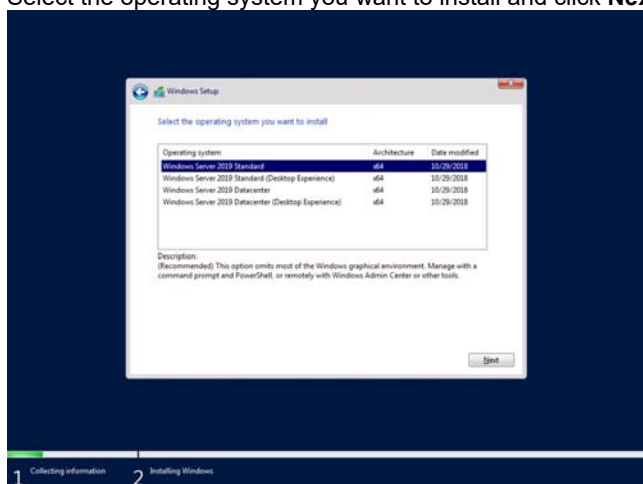 Select the operating system you want to install and click Nex
Windows Setup
Select the operating system you want to install
Operating system Architecture Date modified
Windows Server 2019 Standard x64 10/29/2018
Windows Server 2019 Standard (Desktop Experience) x64 10/29/2018
Windows Server 2019 Datacenter x64 10/29/2018
Windows Server 2019 Datacenter (Desktop Experience) x64 10/29/2018
Description:
(Recommended) This option omits most of the Windows graphical environment. Manage with a
command prompt and PowerShell, or remotely with Windows Admin Center or other tools.
Next
1 Collecting information 2 Installing Windows